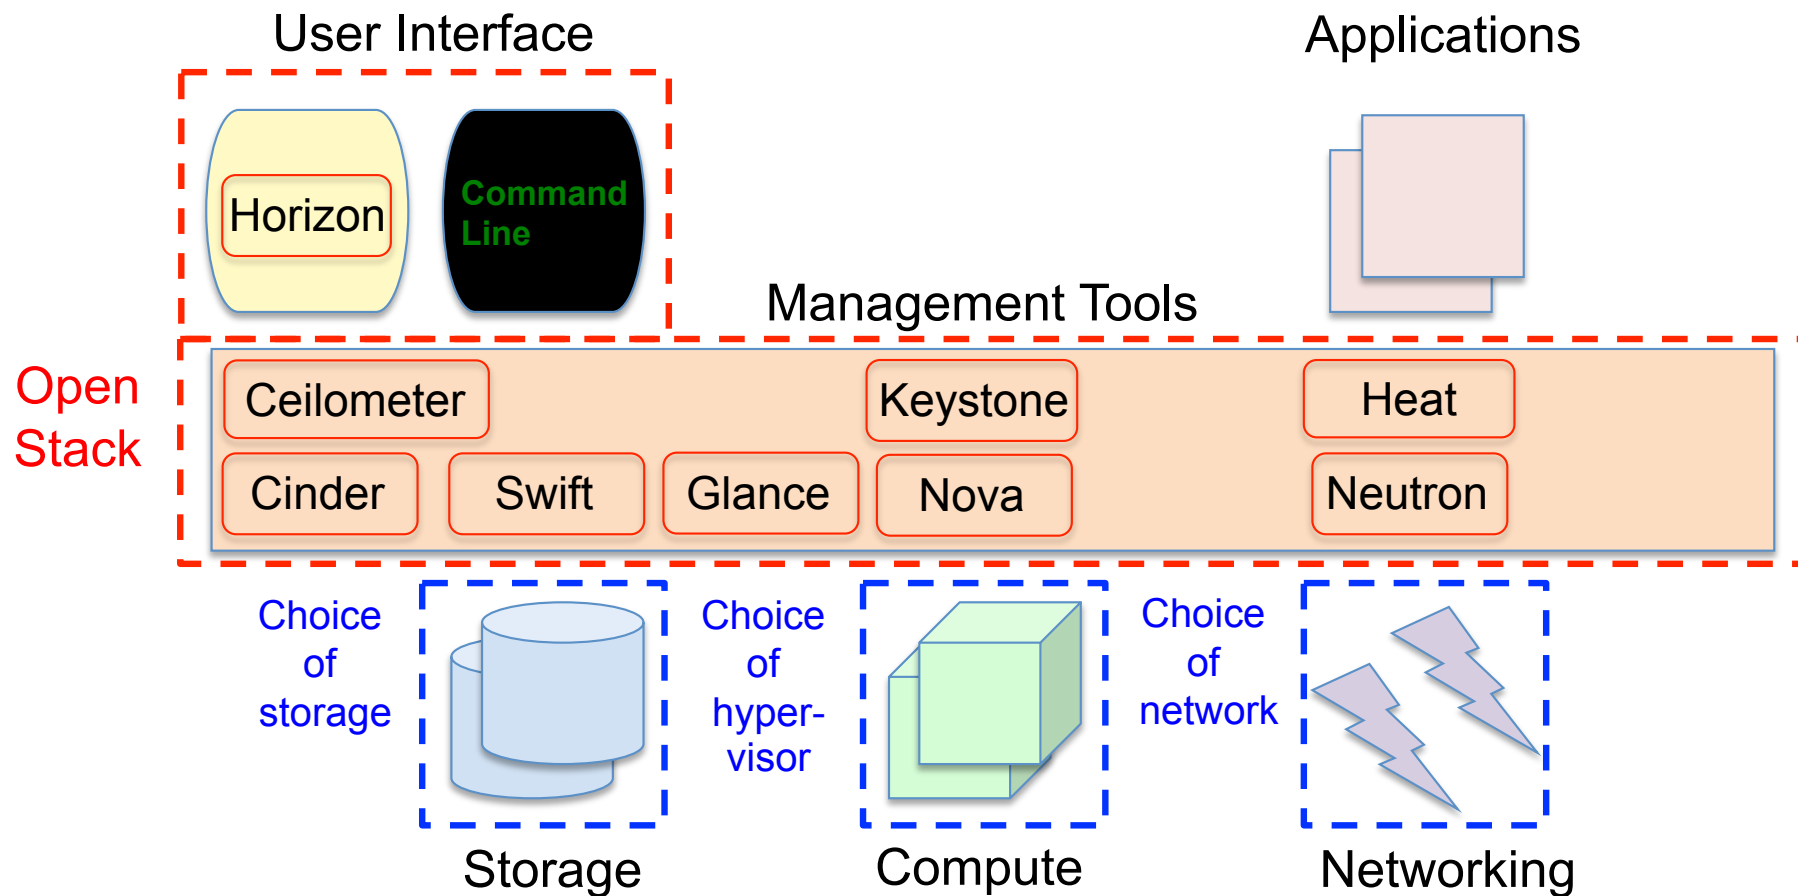 User Interface
Applications
Horizon
Command
Line
Management Tools
Open
Stack
Ceilometer
Keystone
Heat
Cinder
Swift
Glance
Nova
Neutron
Choice
of
storage
Choice
of
hyper-
visor
Choice
of
network
Storage
Compute
Networking